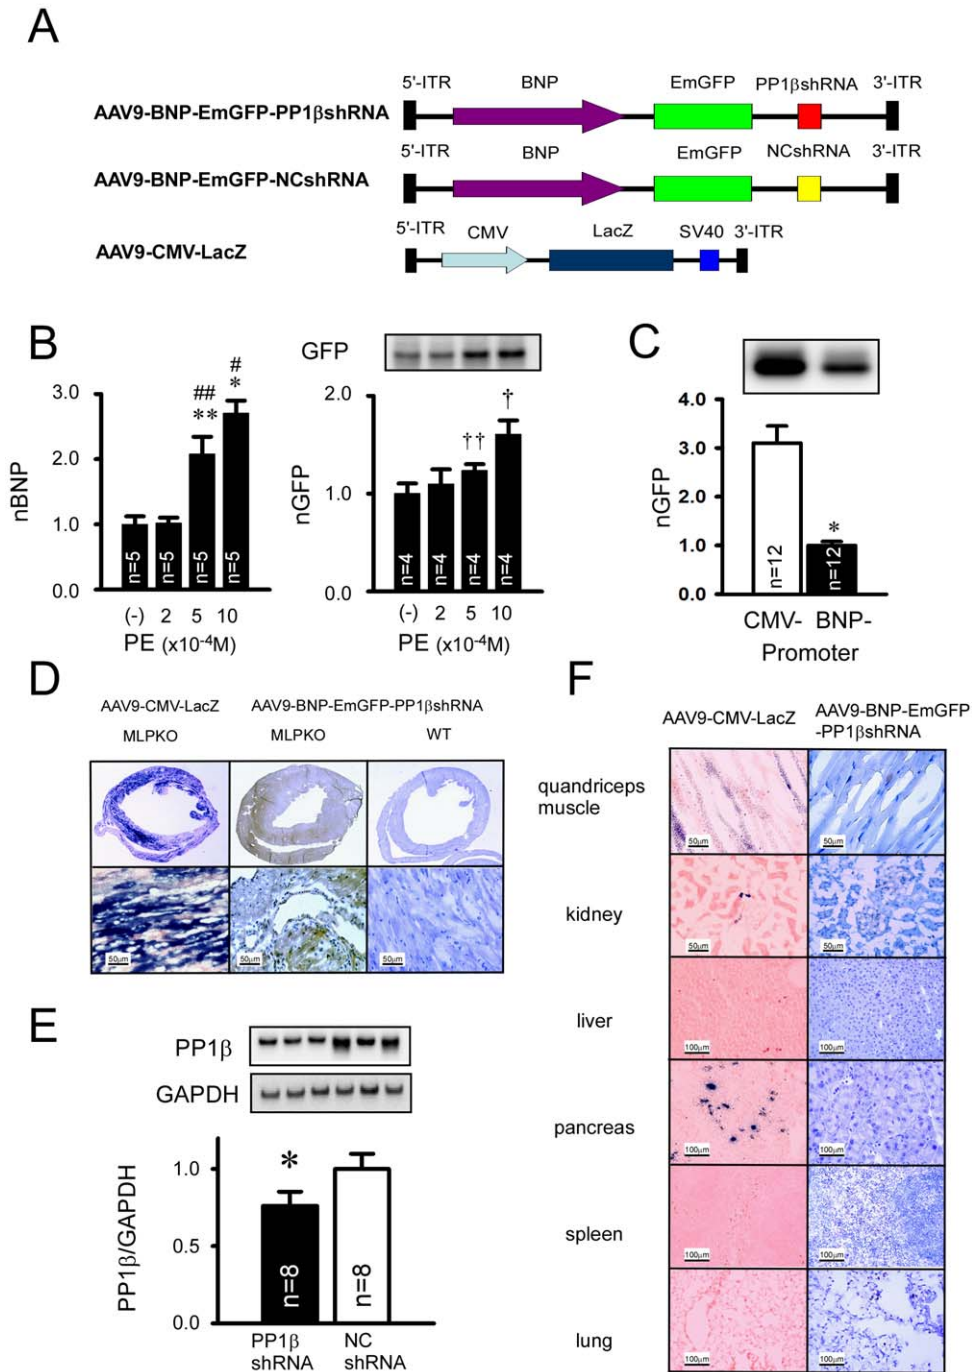 A
5'-ITR BNP EmGFP PP1βshRNA 3'-ITR
AAV9-BNP-EmGFP-PP1βshRNA
5'-ITR BNP EmGFP NCshRNA 3'-ITR
AAV9-BNP-EmGFP-NCshRNA
5'-ITR CMV LacZ SV40 3'-ITR
AAV9-CMV-LacZ
B
nBNP
3.0
2.0
1.0
0.0
## **
# *
n=5 n=5 n=5 n=5
(-) 2 5 10
PE (x10⁻⁴M)
GFP
nGFP
2.0
1.0
0.0
†† †
n=4 n=4 n=4 n=4
(-) 2 5 10
PE (x10⁻⁴M)
C
nGFP
4.0
3.0
2.0
1.0
0.0
*
n=12 n=12
CMV- BNP-
Promoter
D
AAV9-CMV-LacZ AAV9-BNP-EmGFP-PP1βshRNA
MLPKO MLPKO WT
50μm 50μm 50μm
E
PP1β
GAPDH
PP1β/GAPDH
1.0
0.5
0.0
*
n=8 n=8
PP1β NC
shRNA shRNA
F
AAV9-CMV-LacZ AAV9-BNP-EmGFP
-PP1βshRNA
quandriceps
muscle
50μm 50μm
kidney
50μm 50μm
liver
100μm 100μm
pancreas
100μm 100μm
spleen
100μm 100μm
lung
100μm 100μm